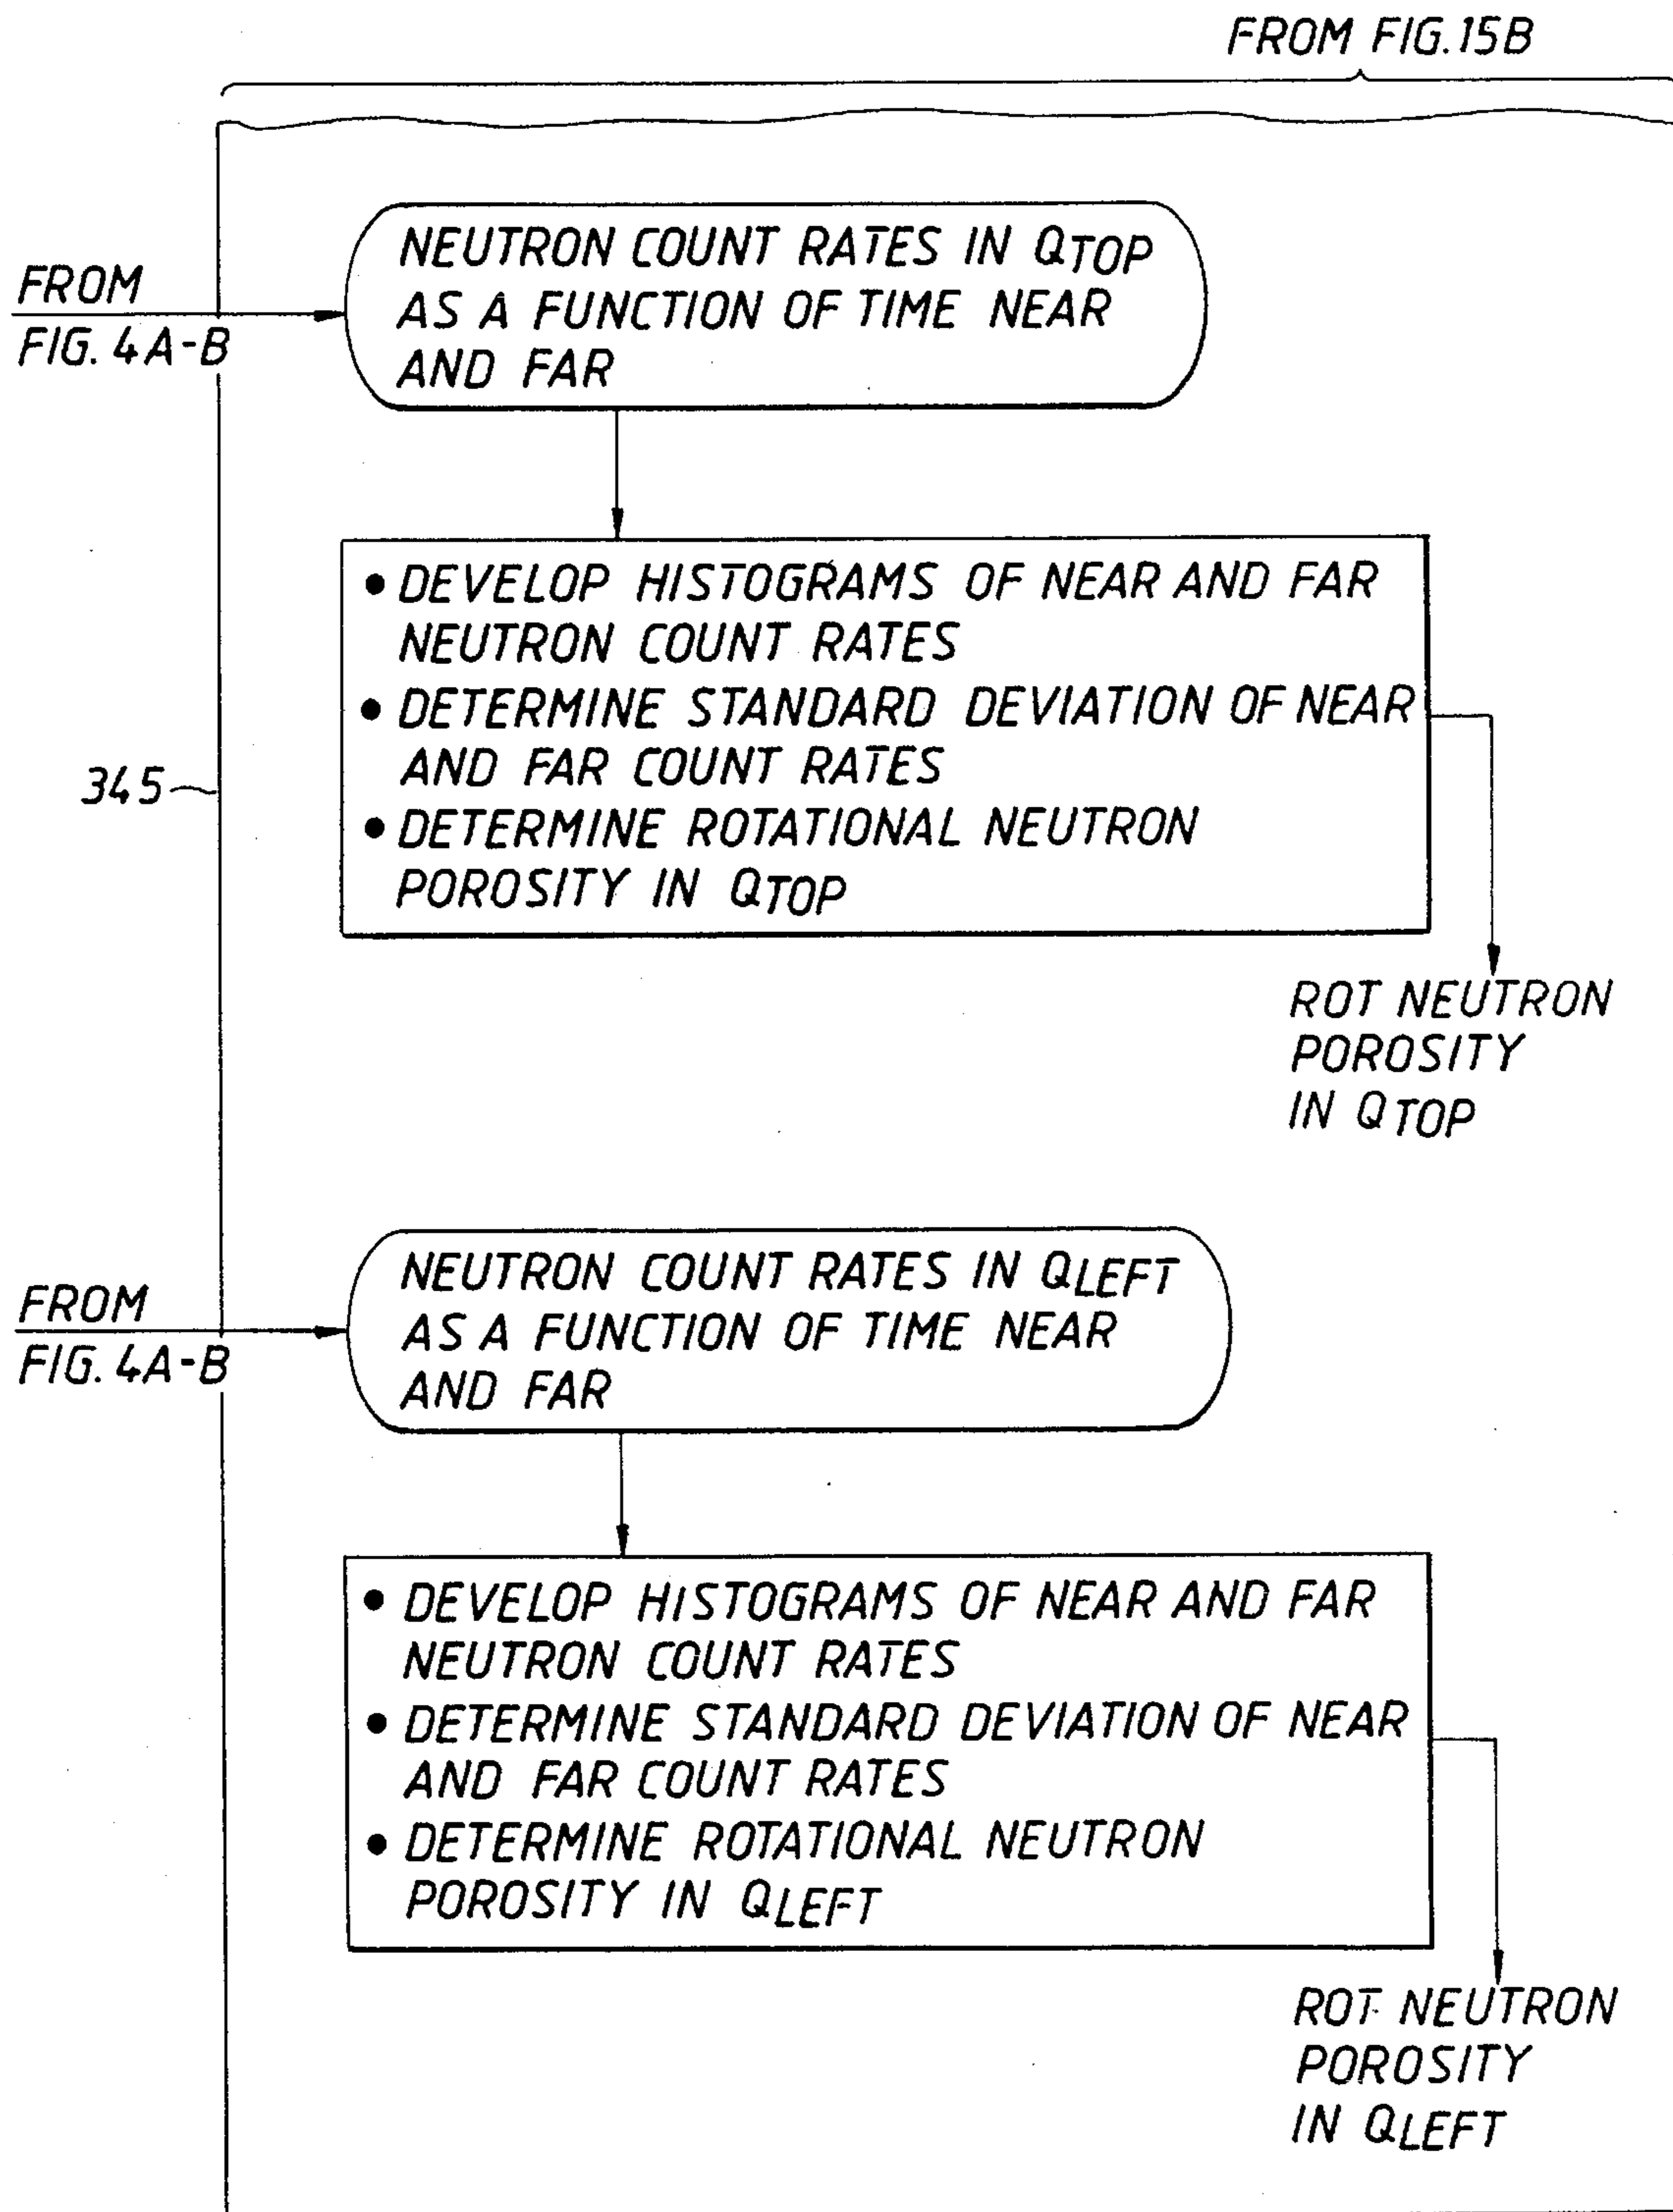 FROM FIG.15B
FROM
FIG. 4A-B
NEUTRON COUNT RATES IN QTOP
AS A FUNCTION OF TIME NEAR
AND FAR
• DEVELOP HISTOGRAMS OF NEAR AND FAR
NEUTRON COUNT RATES
• DETERMINE STANDARD DEVIATION OF NEAR
AND FAR COUNT RATES
• DETERMINE ROTATIONAL NEUTRON
POROSITY IN QTOP
345
ROT NEUTRON
POROSITY
IN QTOP
FROM
FIG. 4A-B
NEUTRON COUNT RATES IN QLEFT
AS A FUNCTION OF TIME NEAR
AND FAR
• DEVELOP HISTOGRAMS OF NEAR AND FAR
NEUTRON COUNT RATES
• DETERMINE STANDARD DEVIATION OF NEAR
AND FAR COUNT RATES
• DETERMINE ROTATIONAL NEUTRON
POROSITY IN QLEFT
ROT NEUTRON
POROSITY
IN QLEFT